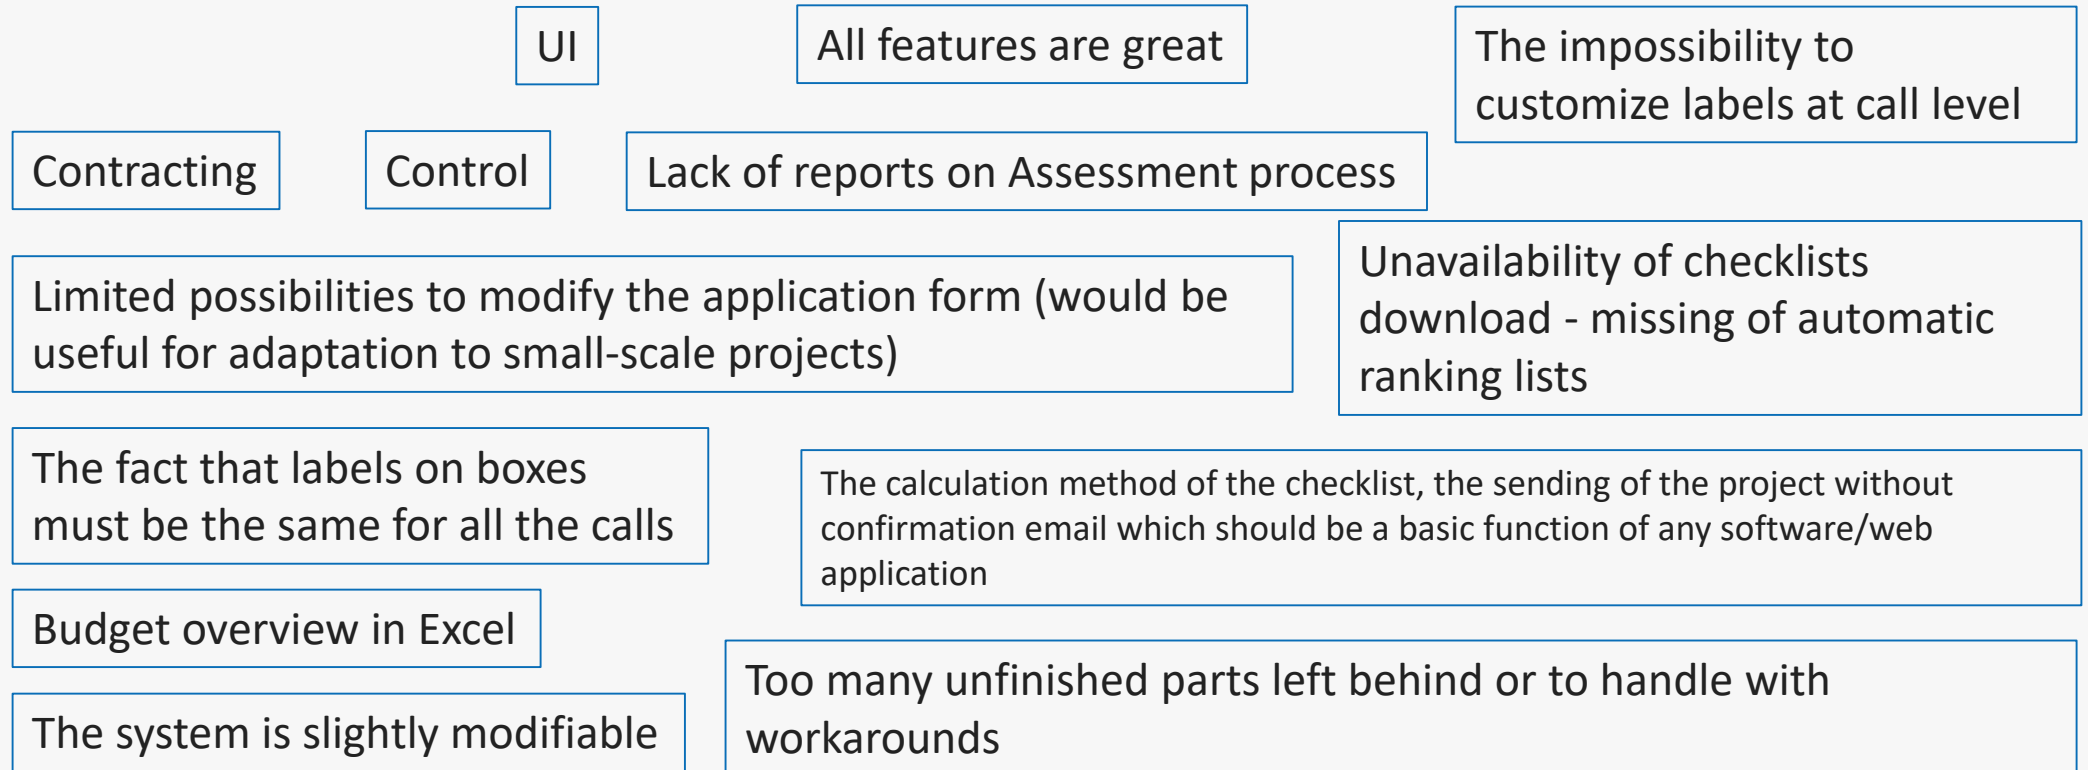 UI
All features are great
The impossibility to
customize labels at call level
Contracting
Control
Lack of reports on Assessment process
Limited possibilities to modify the application form (would be
useful for adaptation to small-scale projects)
Unavailability of checklists
download - missing of automatic
ranking lists
The fact that labels on boxes
must be the same for all the calls
The calculation method of the checklist, the sending of the project without
confirmation email which should be a basic function of any software/web
application
Budget overview in Excel
Too many unfinished parts left behind or to handle with
workarounds
The system is slightly modifiable